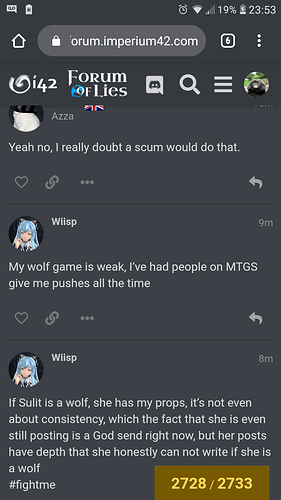 19% 23:53
forum.imperium42.com 6
i42 Forum of Lies
Azza
Yeah no, I really doubt a scum would do that.
Wiisp 9m
My wolf game is weak, I've had people on MTGS
give me pushes all the time
Wiisp 8m
If Sulit is a wolf, she has my props, it's not even
about consistency, which the fact that she is even
still posting is a God send right now, but her posts
have depth that she honestly can not write if she is
a wolf
#fightme
2728 / 2733